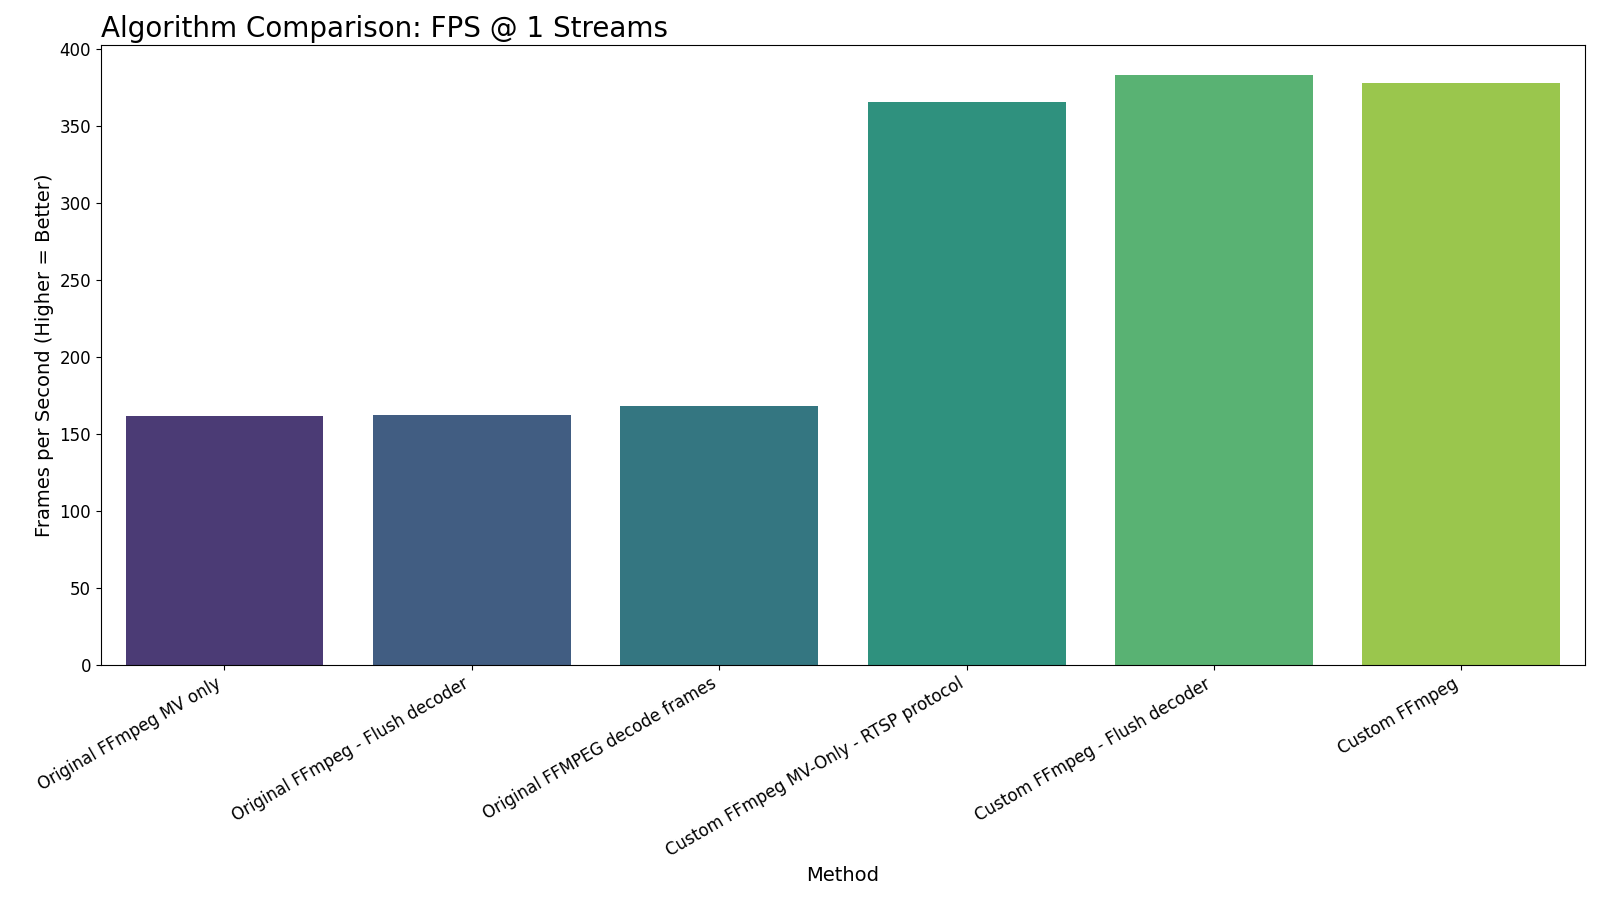 Algorithm Comparison: FPS @ 1 Streams
Frames per Second (Higher = Better)
400
350
300
250
200
150
100
50
0
Original FFmpeg MV only
Original FFmpeg - Flush decoder
Original FFMPEG decode frames
Custom FFmpeg MV-Only - RTSP protocol
Custom FFmpeg - Flush decoder
Custom FFmpeg
Method